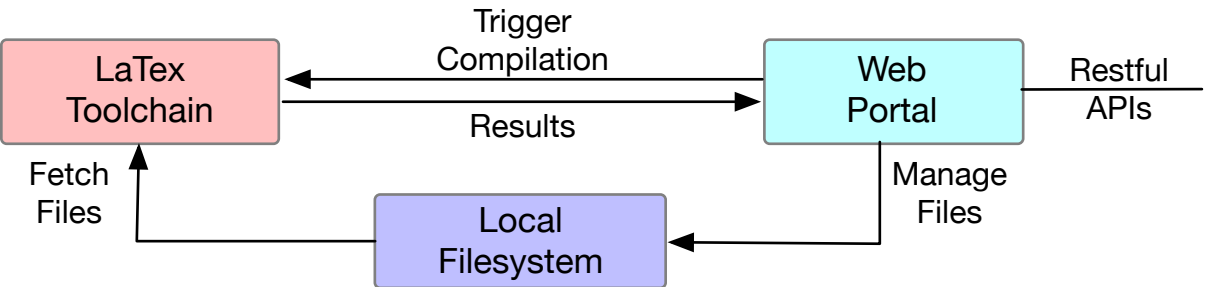 Trigger
Compilation
LaTex
Toolchain
Web
Portal
Restful
APIs
Results
Fetch
Files
Manage
Files
Local
Filesystem